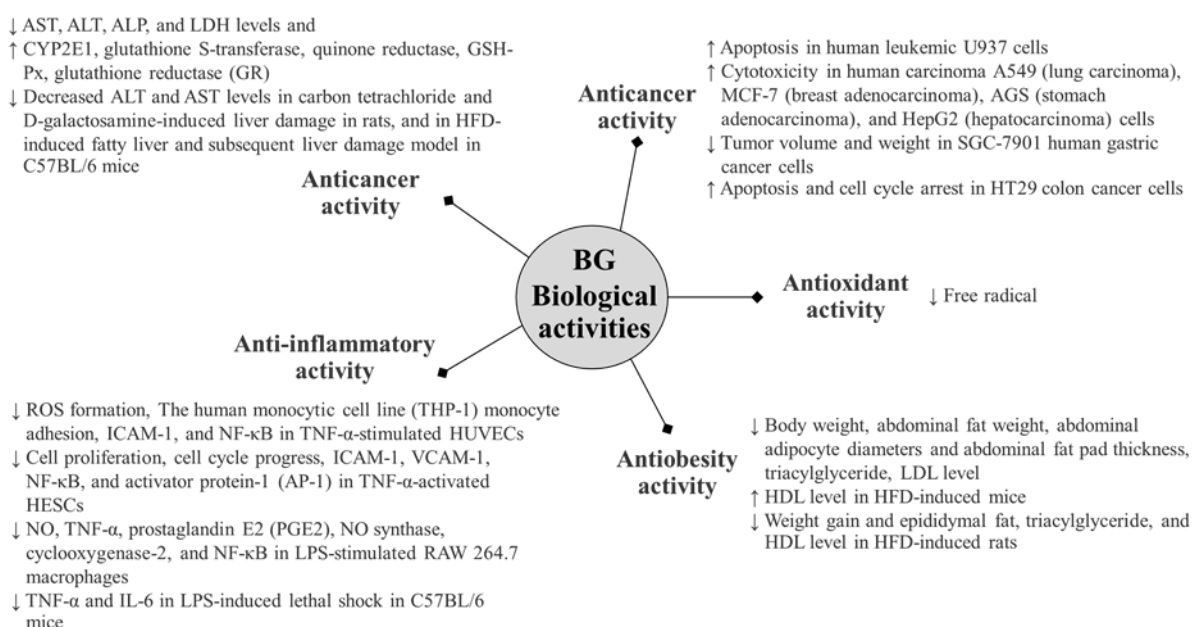 ↓ AST, ALT, ALP, and LDH levels and
↑ CYP2E1, glutathione S-transferase, quinone reductase, GSH-
Px, glutathione reductase (GR)
↓ Decreased ALT and AST levels in carbon tetrachloride and
D-galactosamine-induced liver damage in rats, and in HFD-
induced fatty liver and subsequent liver damage model in
C57BL/6 mice
Anticancer
activity
Anticancer
activity
↑ Apoptosis in human leukemic U937 cells
↑ Cytotoxicity in human carcinoma A549 (lung carcinoma),
MCF-7 (breast adenocarcinoma), AGS (stomach
adenocarcinoma), and HepG2 (hepatocarcinoma) cells
↓ Tumor volume and weight in SGC-7901 human gastric
cancer cells
↑ Apoptosis and cell cycle arrest in HT29 colon cancer cells
BG
Biological
activities
Antioxidant
activity
↓ Free radical
Anti-inflammatory
activity
↓ ROS formation, The human monocytic cell line (THP-1) monocyte
adhesion, ICAM-1, and NF-κB in TNF-α-stimulated HUVECs
↓ Cell proliferation, cell cycle progress, ICAM-1, VCAM-1,
NF-κB, and activator protein-1 (AP-1) in TNF-α-activated
HESCs
↓ NO, TNF-α, prostaglandin E2 (PGE2), NO synthase,
cyclooxygenase-2, and NF-κB in LPS-stimulated RAW 264.7
macrophages
↓ TNF-α and IL-6 in LPS-induced lethal shock in C57BL/6
mice
Antiobesity
activity
↓ Body weight, abdominal fat weight, abdominal
adipocyte diameters and abdominal fat pad thickness,
triacylglyceride, LDL level
↑ HDL level in HFD-induced mice
↓ Weight gain and epididymal fat, triacylglyceride, and
HDL level in HFD-induced rats